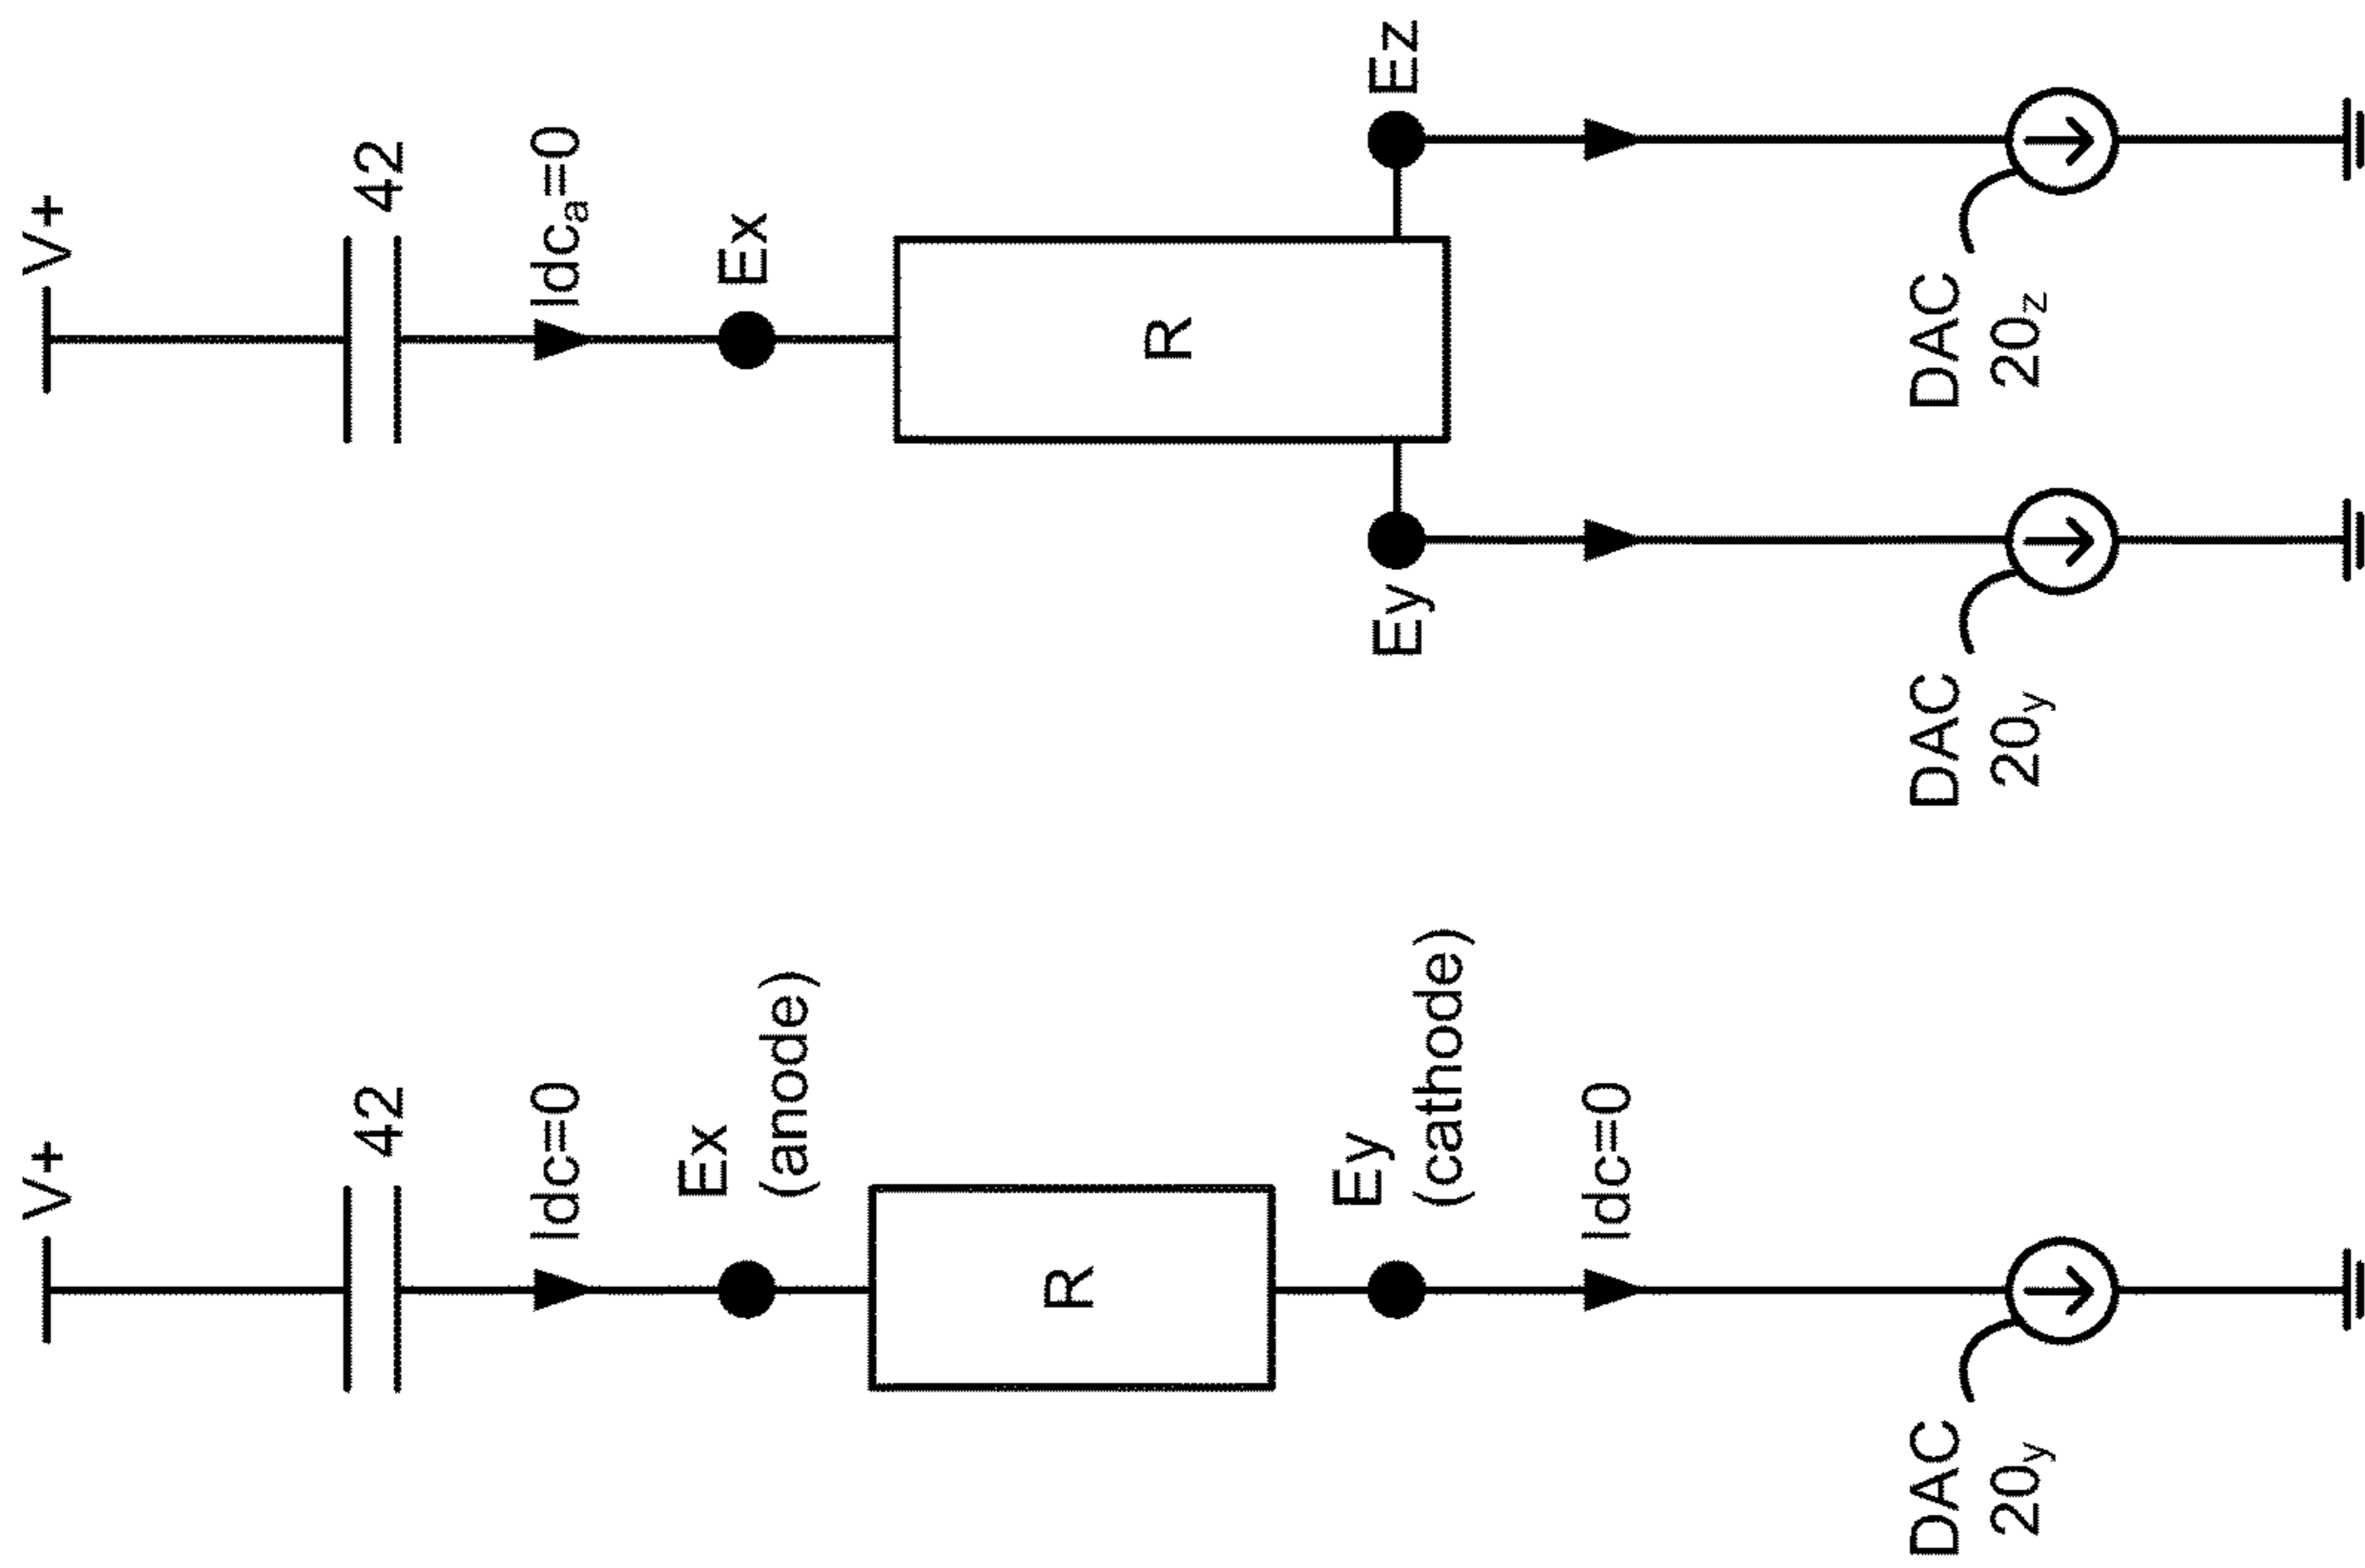 V+
42
Idc=0
Ex
(anode)
R
Ey
(cathode)
Idc=0
DAC
20y
V+
42
Idcₐ=0
Ex
R
Ey
Ez
DAC
20y
DAC
20z